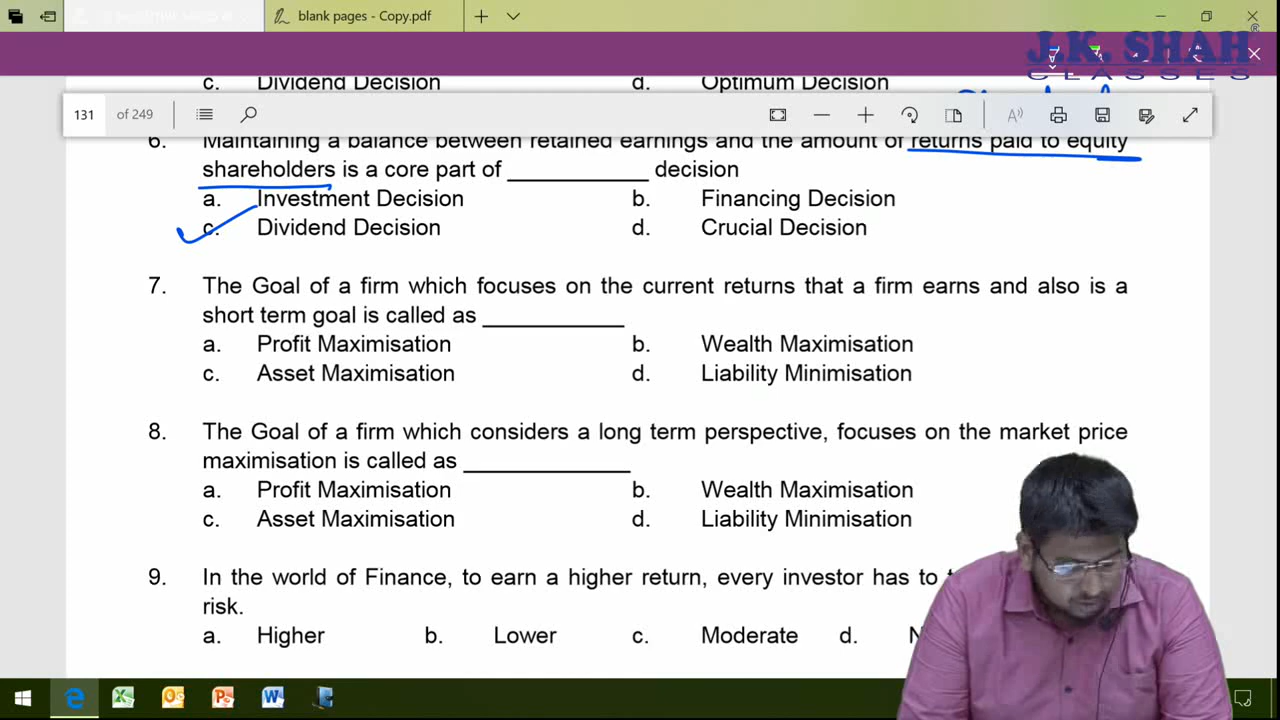 blank pages - Copy.pdf
J.K. SHAH®
CLASSES
c. Dividend Decision d. Optimum Decision
131 of 249
6. Maintaining a balance between retained earnings and the amount of returns paid to equity
shareholders is a core part of ____________ decision
a. Investment Decision b. Financing Decision
c. Dividend Decision d. Crucial Decision
7. The Goal of a firm which focuses on the current returns that a firm earns and also is a
short term goal is called as ____________
a. Profit Maximisation b. Wealth Maximisation
c. Asset Maximisation d. Liability Minimisation
8. The Goal of a firm which considers a long term perspective, focuses on the market price
maximisation is called as ______________
a. Profit Maximisation b. Wealth Maximisation
c. Asset Maximisation d. Liability Minimisation
9. In the world of Finance, to earn a higher return, every investor has to
risk.
a. Higher b. Lower c. Moderate d.